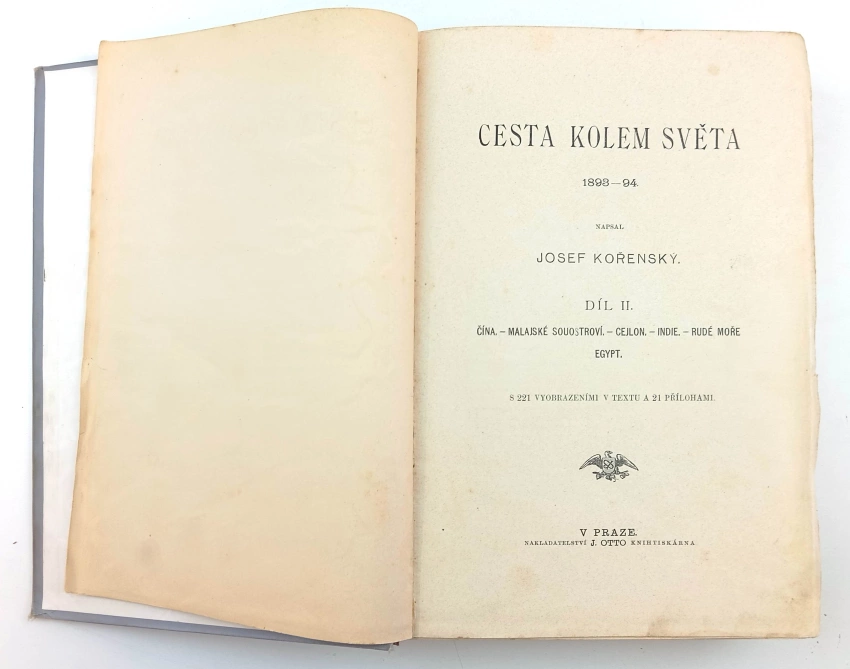 CESTA KOLEM SVĚTA
1893—94.
NAPSAL
JOSEF KOŘENSKÝ.
DÍL II.
ČÍNA. – MALAJSKÉ SOUOSTROVÍ. – CEJLON. – INDIE. – RUDÉ MOŘE
EGYPT.
S 221 VYOBRAZENÍMI V TEXTU A 21 PŘÍLOHAMI.
V PRAZE.
NAKLADATELSTVÍ J. OTTO KNIHTISKÁRNA